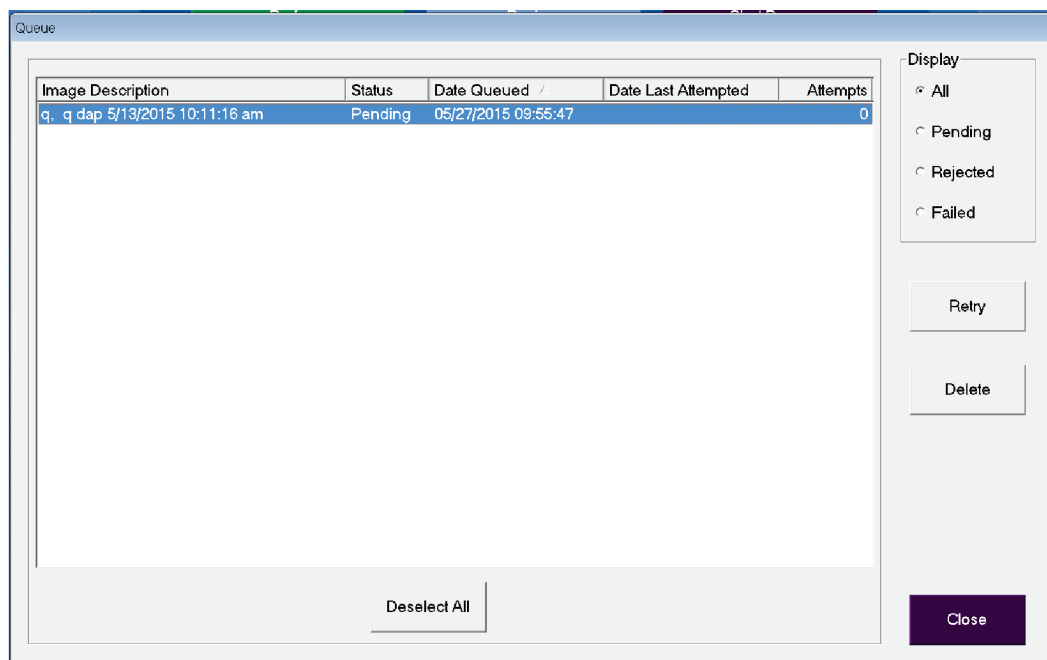 Queue
Display
Image Description Status Date Queued Date Last Attempted Attempts
q, q dap 5/13/2015 10:11:16 am Pending 05/27/2015 09:55:47 0
All
Pending
Rejected
Failed
Retry
Delete
Deselect All
Close